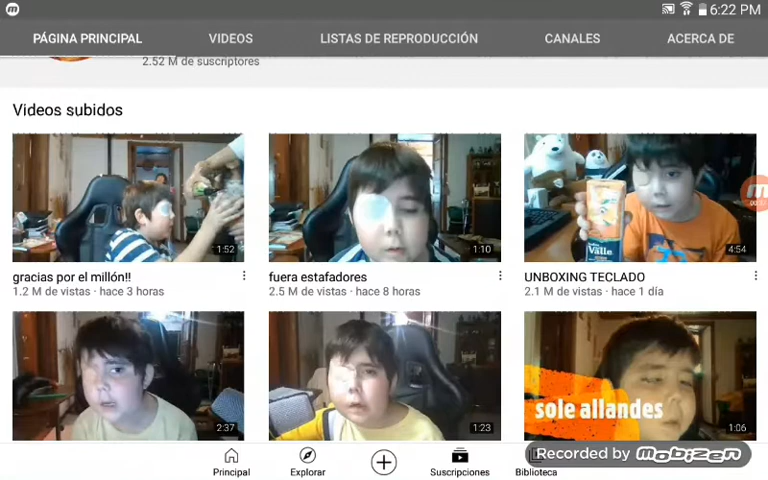 6:22 PM
PÁGINA PRINCIPAL VIDEOS LISTAS DE REPRODUCCIÓN CANALES ACERCA DE
2.52 M de suscriptores
Videos subidos
1:52 1:10 4:54
gracias por el millón!! fuera estafadores UNBOXING TECLADO
1.2 M de vistas · hace 3 horas 2.5 M de vistas · hace 8 horas 2.1 M de vistas · hace 1 día
sole allandes
2:37 1:23 1:06
Recorded by mobizen
Principal Explorar Suscripciones Biblioteca